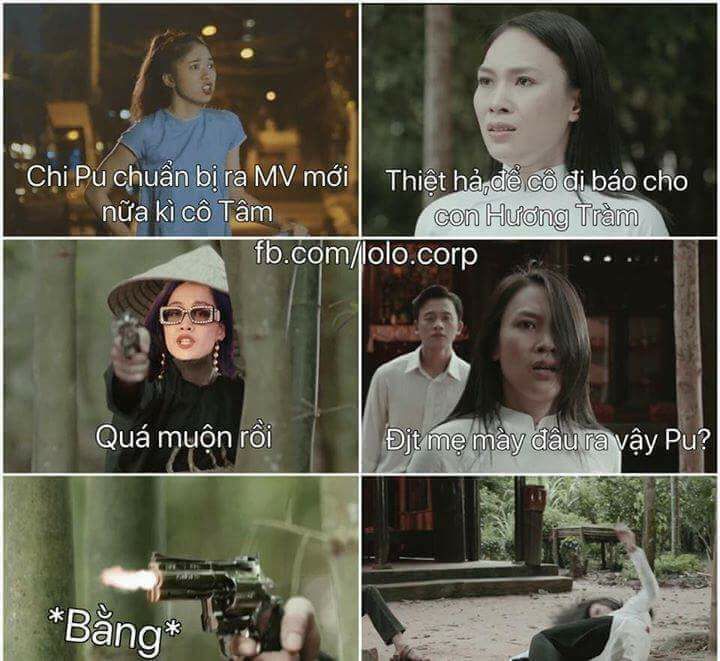 Chi Pu chuẩn bị ra MV mới
nữa kì cô Tâm
Thiệt hả,để cô đi báo cho
con Hương Tràm
fb.com/lolo.corp
Quá muộn rồi
Địt mẹ mày đâu ra vậy Pu?
*Bằng*